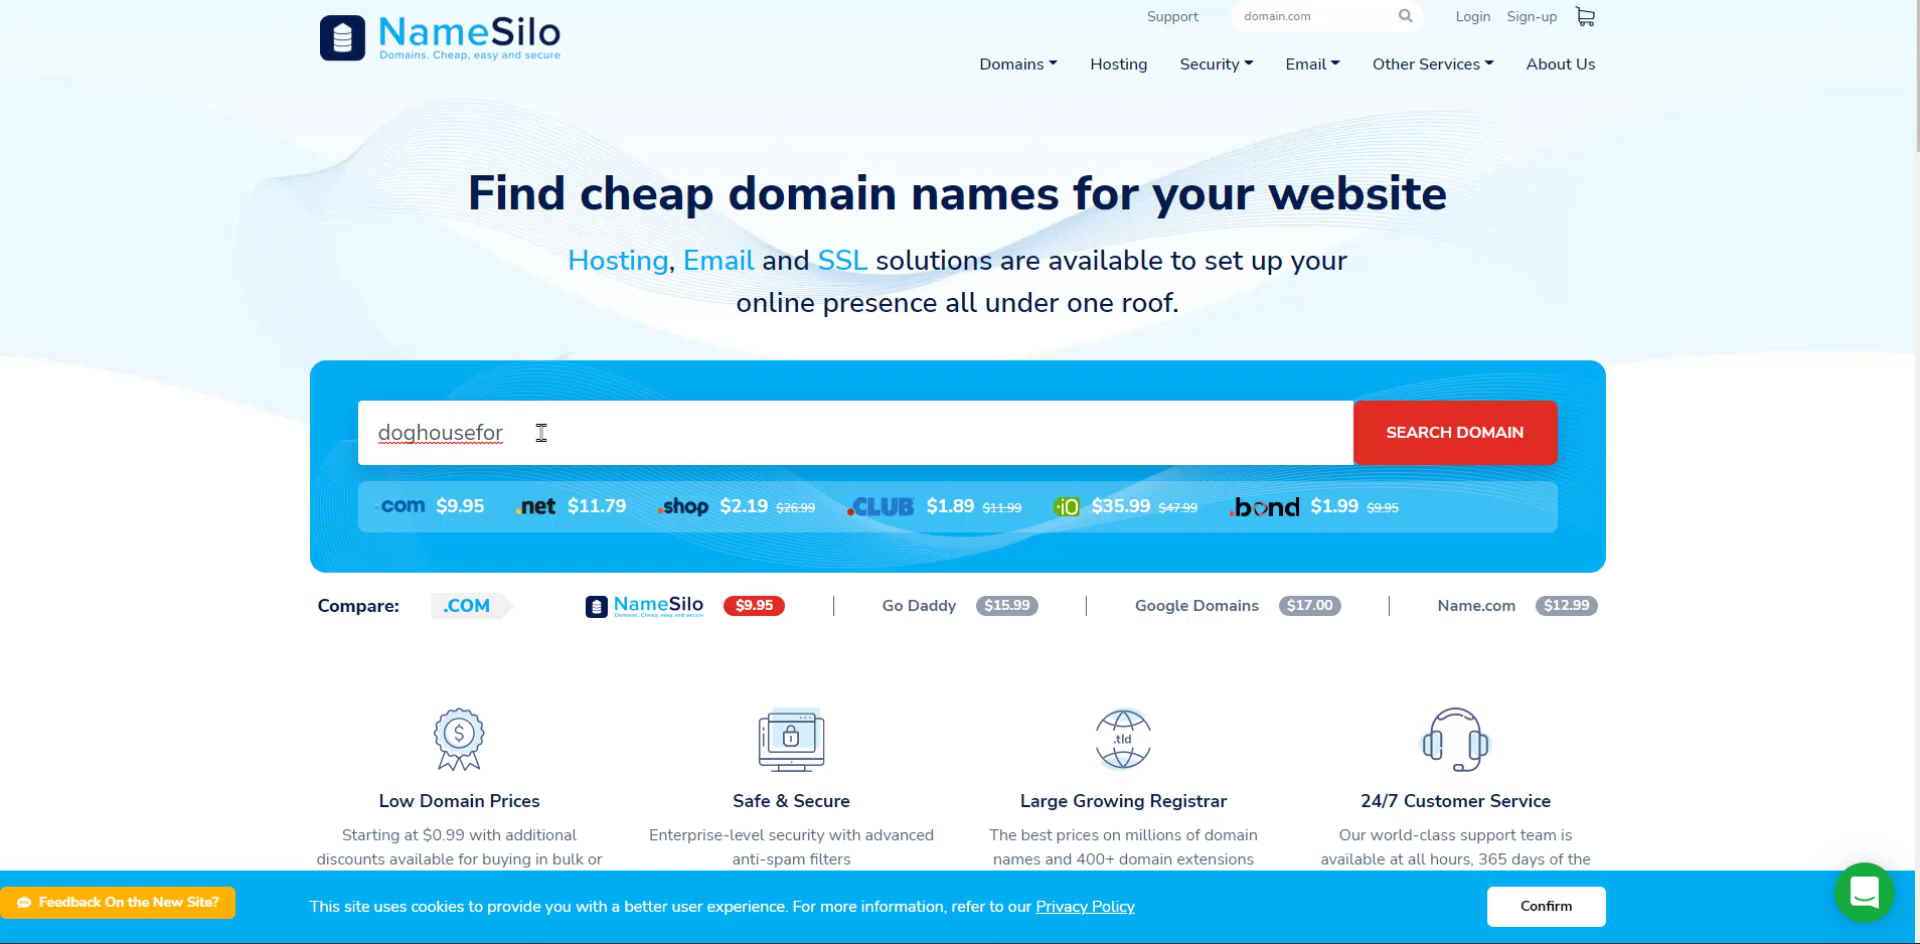 NameSilo
Domains. Cheap, easy and secure
Support
domain.com
Login
Sign-up
Domains
Hosting
Security
Email
Other Services
About Us
Find cheap domain names for your website
Hosting, Email and SSL solutions are available to set up your
online presence all under one roof.
doghousefor
SEARCH DOMAIN
.com $9.95
.net $11.79
.shop $2.19 $26.99
.CLUB $1.89 $11.99
.iO $35.99 $47.99
.bond $1.99 $9.95
Compare:
.COM
NameSilo
Domains. Cheap, easy and secure
$9.95
Go Daddy $15.99
Google Domains $17.00
Name.com $12.99
$
.tld
Low Domain Prices
Starting at $0.99 with additional
discounts available for buying in bulk or
Safe & Secure
Enterprise-level security with advanced
anti-spam filters
Large Growing Registrar
The best prices on millions of domain
names and 400+ domain extensions
24/7 Customer Service
Our world-class support team is
available at all hours, 365 days of the
Feedback On the New Site?
This site uses cookies to provide you with a better user experience. For more information, refer to our Privacy Policy
Confirm